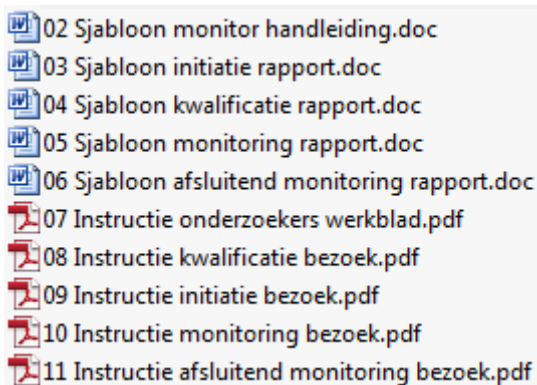 02 Sjabloon monitor handleiding.doc
03 Sjabloon initiatie rapport.doc
04 Sjabloon kwalificatie rapport.doc
05 Sjabloon monitoring rapport.doc
06 Sjabloon afsluitend monitoring rapport.doc
07 Instructie onderzoekers werkblad.pdf
08 Instructie kwalificatie bezoek.pdf
09 Instructie initiatie bezoek.pdf
10 Instructie monitoring bezoek.pdf
11 Instructie afsluitend monitoring bezoek.pdf